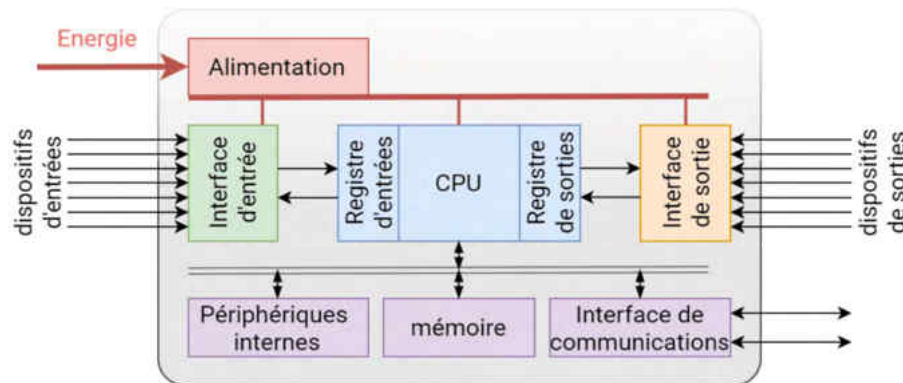 Energie
Alimentation
dispositifs
d'entrées
Interface
d'entrée
Registre
d'entrées
CPU
Registre
de sorties
Interface
de sortie
dispositifs
de sorties
Périphériques
internes
mémoire
Interface de
communications